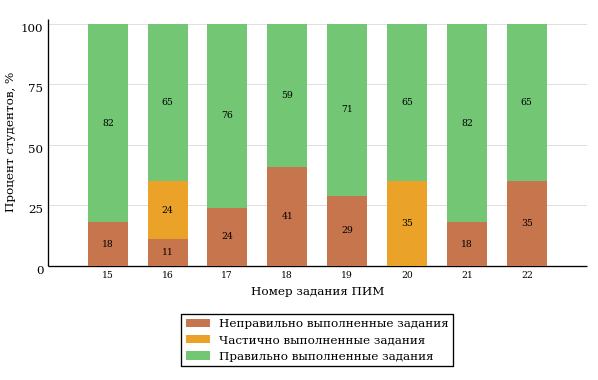 Процент студентов, %
100
75
50
25
0
82 65 76 59 71 65 82 65
24 35
18 11 24 41 29 18 35
15 16 17 18 19 20 21 22
Номер задания ПИМ
Неправильно выполненные задания
Частично выполненные задания
Правильно выполненные задания